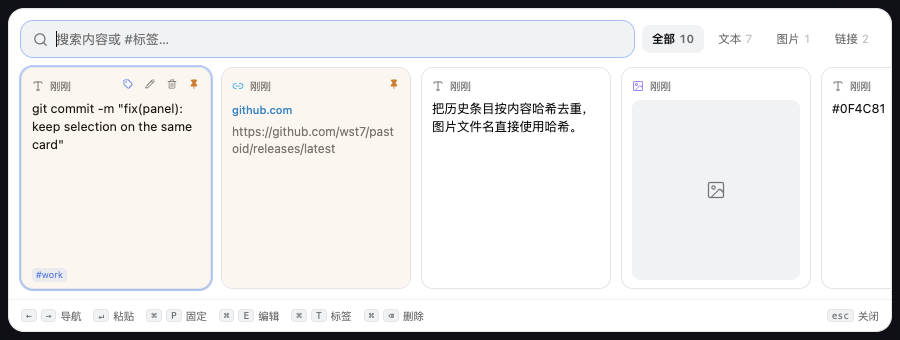 搜索内容或 #标签...
全部 10
文本 7
图片 1
链接 2
刚刚
git commit -m "fix(panel):
keep selection on the same
card"
#work
刚刚
github.com
https://github.com/wst7/past
oid/releases/latest
刚刚
把历史条目按内容哈希去重，
图片文件名直接使用哈希。
刚刚
刚刚
#0F4C81
← → 导航
↵ 粘贴
⌘ P 固定
⌘ E 编辑
⌘ T 标签
⌘ ⌫ 删除
esc 关闭